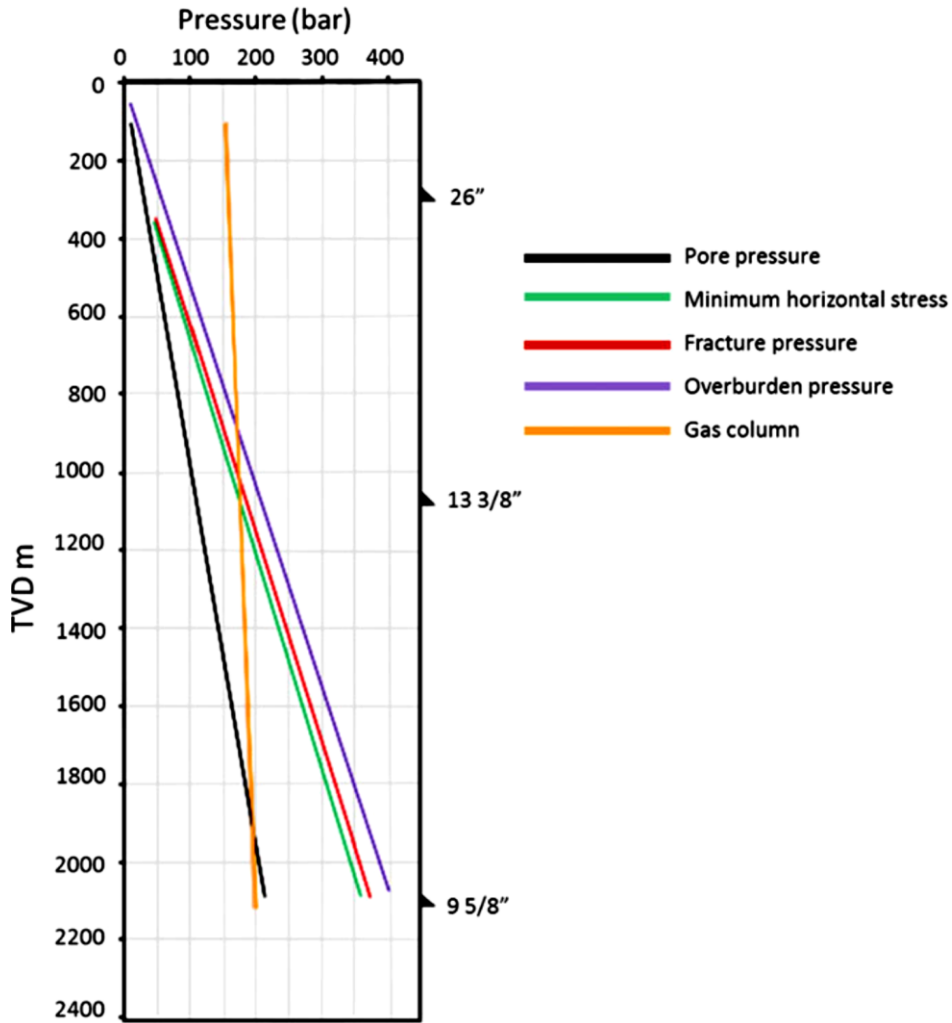 Pressure (bar)
0 100 200 300 400
0
200
400
600
800
1000
1200
1400
1600
1800
2000
2200
2400
TVD m
26”
13 3/8”
9 5/8”
Pore pressure
Minimum horizontal stress
Fracture pressure
Overburden pressure
Gas column